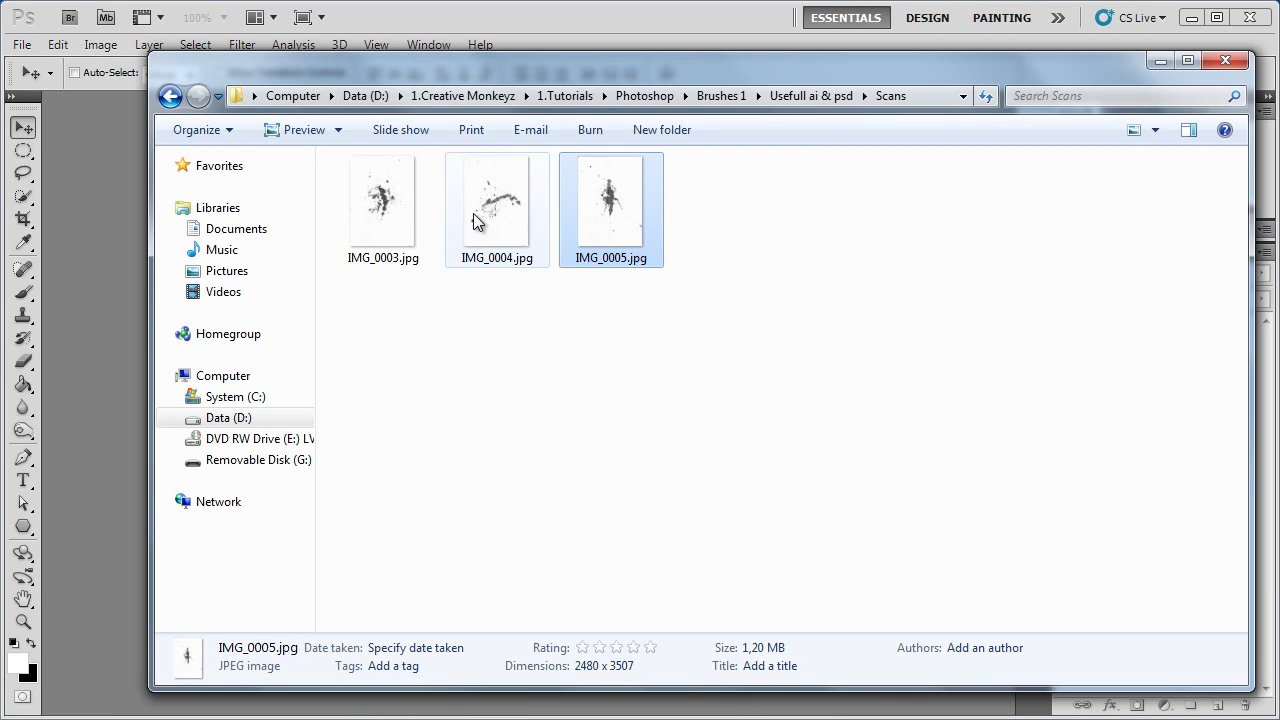 Ps Br Mb 100% ESSENTIALS DESIGN PAINTING CS Live
File Edit Image Layer Select Filter Analysis 3D View Window Help
Auto-Select:
Computer Data (D:) 1.Creative Monkeyz 1.Tutorials Photoshop Brushes 1 Usefull ai & psd Scans Search Scans
Organize Preview Slide show Print E-mail Burn New folder
Favorites
Libraries
Documents
Music
Pictures
Videos
Homegroup
Computer
System (C:)
Data (D:)
DVD RW Drive (E:) LV
Removable Disk (G:)
Network
IMG_0003.jpg IMG_0004.jpg IMG_0005.jpg
IMG_0005.jpg Date taken: Specify date taken Rating: Size: 1,20 MB Authors: Add an author
JPEG image Tags: Add a tag Dimensions: 2480 x 3507 Title: Add a title